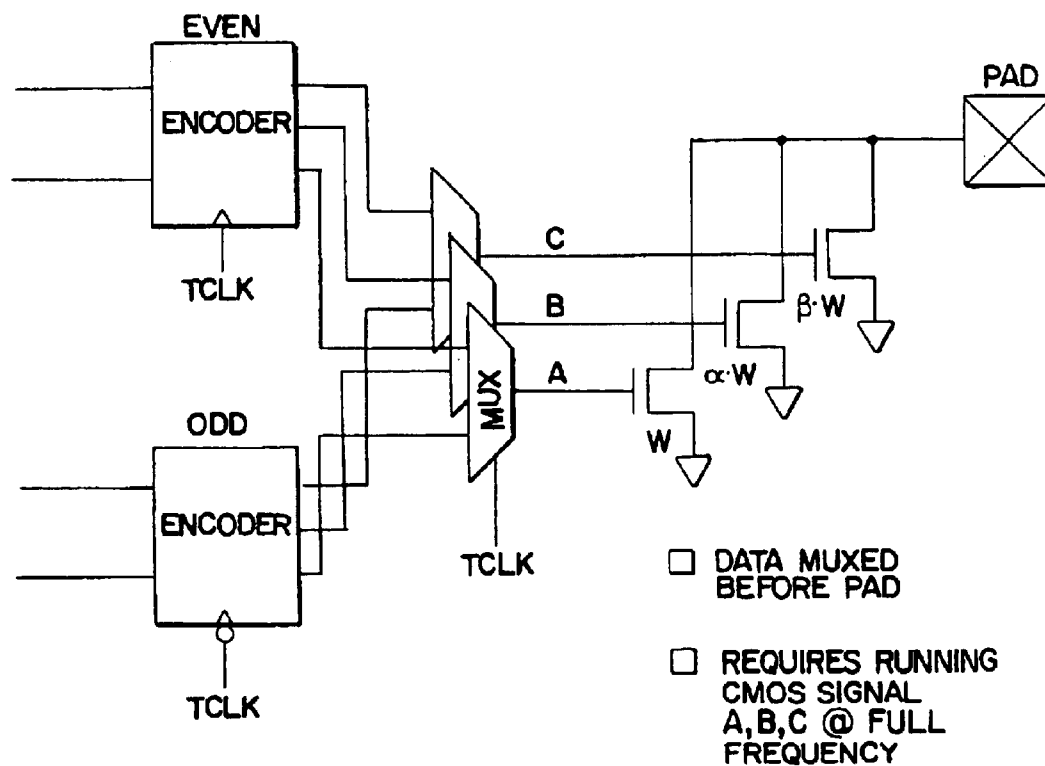 EVEN
ENCODER
TCLK
PAD
C
β·W
B
α·W
A
W
MUX
TCLK
ODD
ENCODER
TCLK
DATA MUXED
BEFORE PAD
REQUIRES RUNNING
CMOS SIGNAL
A,B,C @ FULL
FREQUENCY